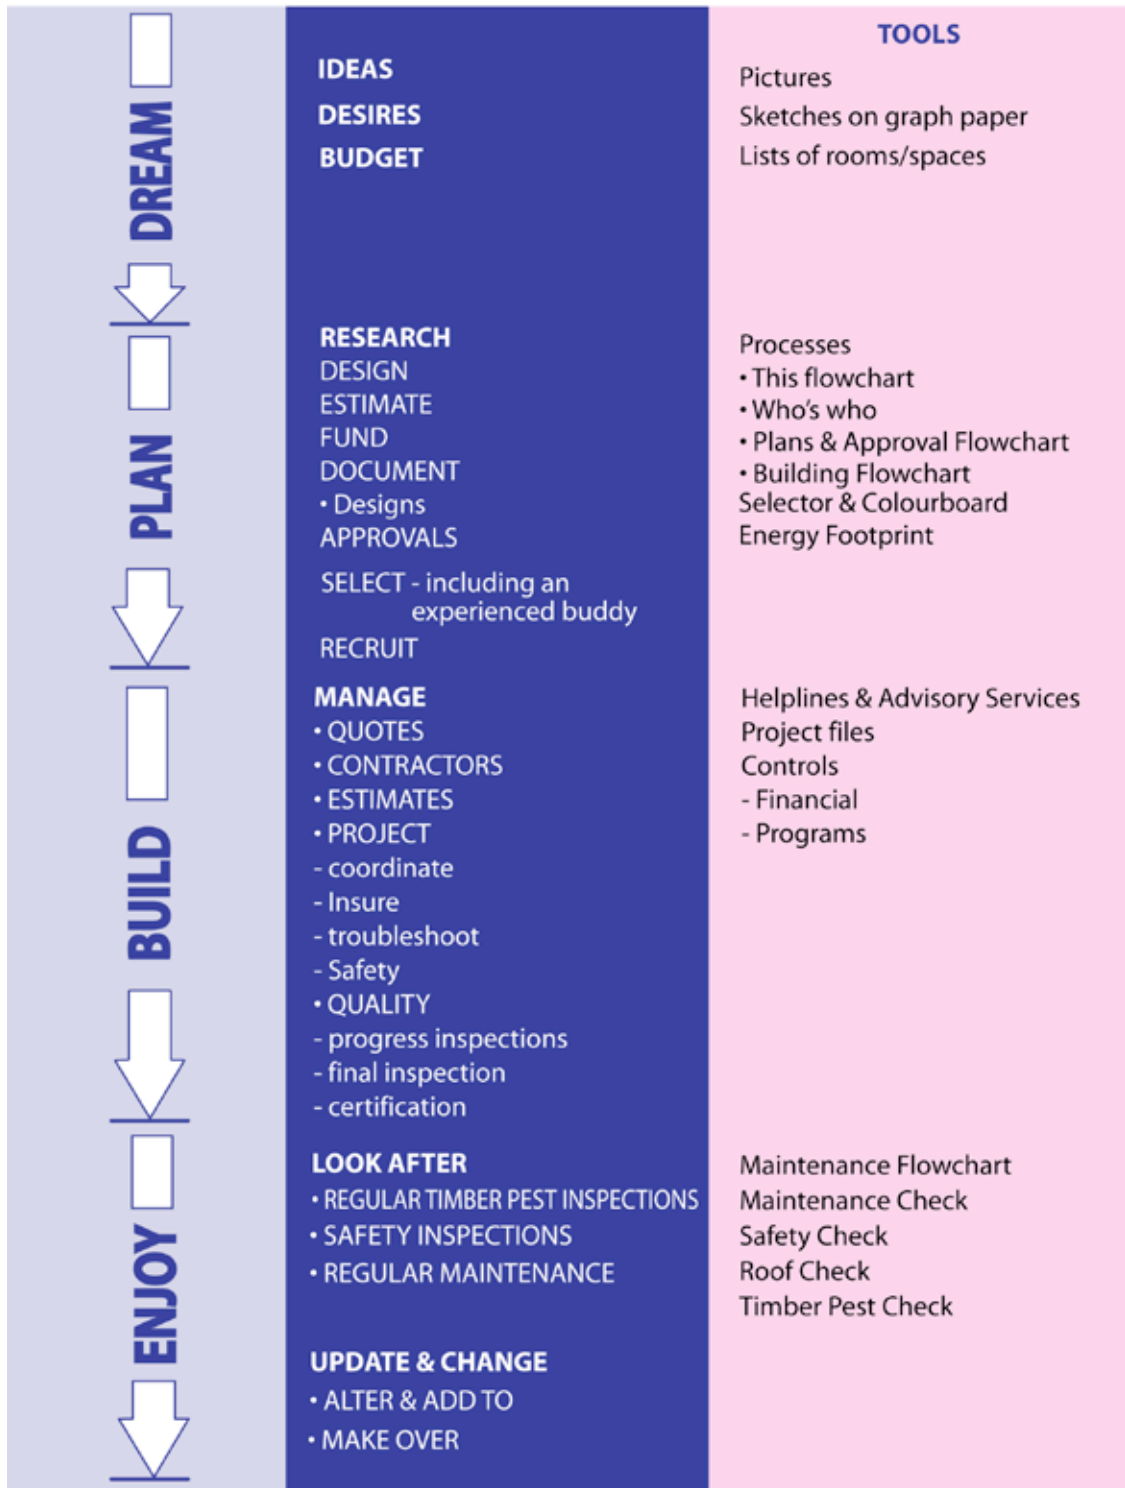 DREAM
IDEAS
DESIRES
BUDGET
TOOLS
Pictures
Sketches on graph paper
Lists of rooms/spaces
PLAN
RESEARCH
DESIGN
ESTIMATE
FUND
DOCUMENT
• Designs
APPROVALS
SELECT - including an
experienced buddy
RECRUIT
Processes
• This flowchart
• Who's who
• Plans & Approval Flowchart
• Building Flowchart
Selector & Colourboard
Energy Footprint
BUILD
MANAGE
• QUOTES
• CONTRACTORS
• ESTIMATES
• PROJECT
- coordinate
- Insure
- troubleshoot
- Safety
• QUALITY
- progress inspections
- final inspection
- certification
Helplines & Advisory Services
Project files
Controls
- Financial
- Programs
ENJOY
LOOK AFTER
• REGULAR TIMBER PEST INSPECTIONS
• SAFETY INSPECTIONS
• REGULAR MAINTENANCE
UPDATE & CHANGE
• ALTER & ADD TO
• MAKE OVER
Maintenance Flowchart
Maintenance Check
Safety Check
Roof Check
Timber Pest Check